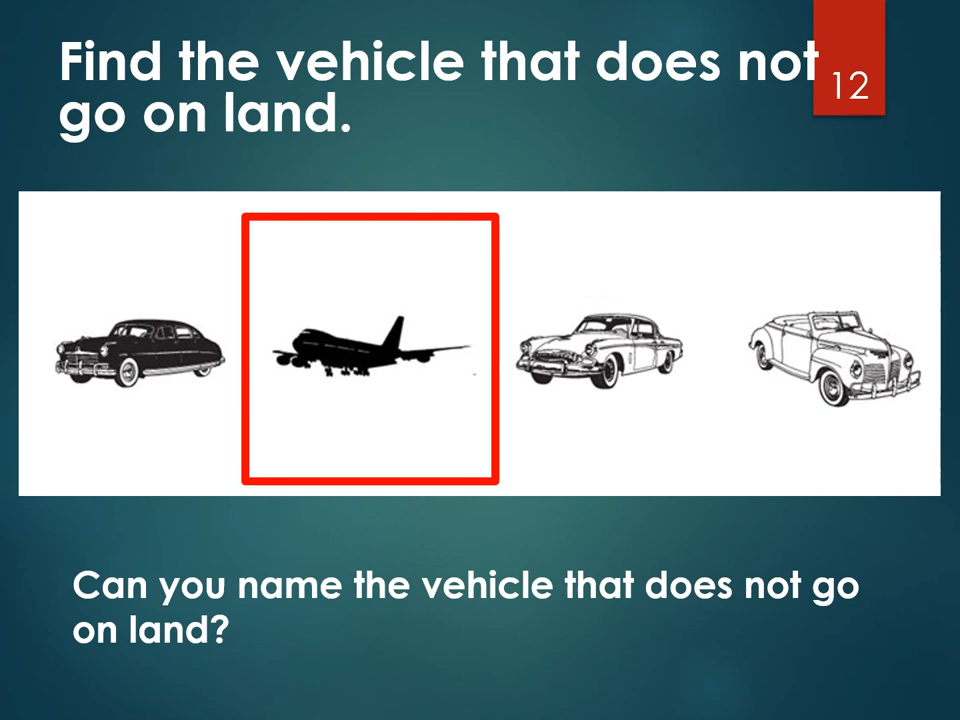 Find the vehicle that does not
go on land.
12
Can you name the vehicle that does not go
on land?